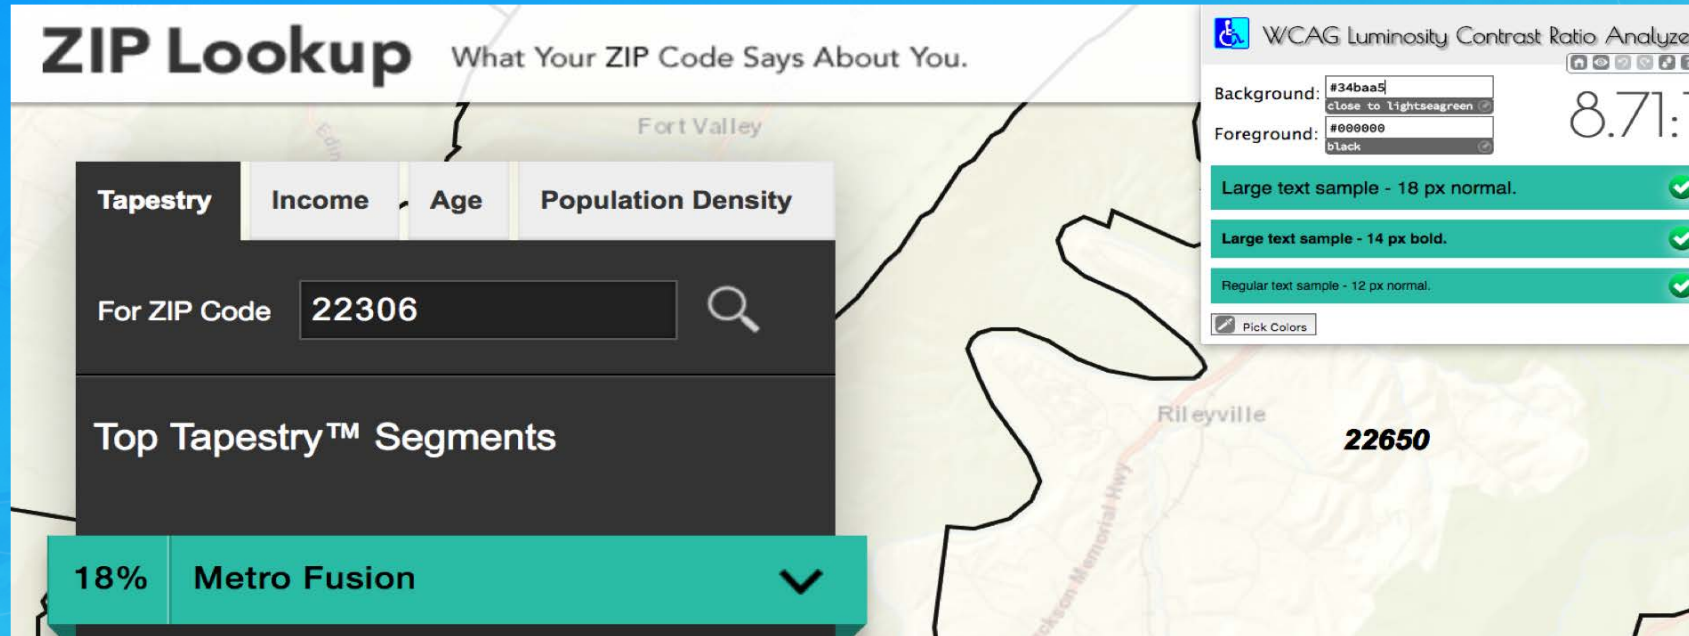 ZIP Lookup What Your ZIP Code Says About You.
Fort Valley
Tapestry Income Age Population Density
For ZIP Code 22306
Top Tapestry™ Segments
18% Metro Fusion
WCAG Luminosity Contrast Ratio Analyze
Background: #34baa5
close to lightseagreen
8.71:
Foreground: #000000
black
Large text sample - 18 px normal.
Large text sample - 14 px bold.
Regular text sample - 12 px normal.
Pick Colors
Rileyville
22650
Memorial Hwy